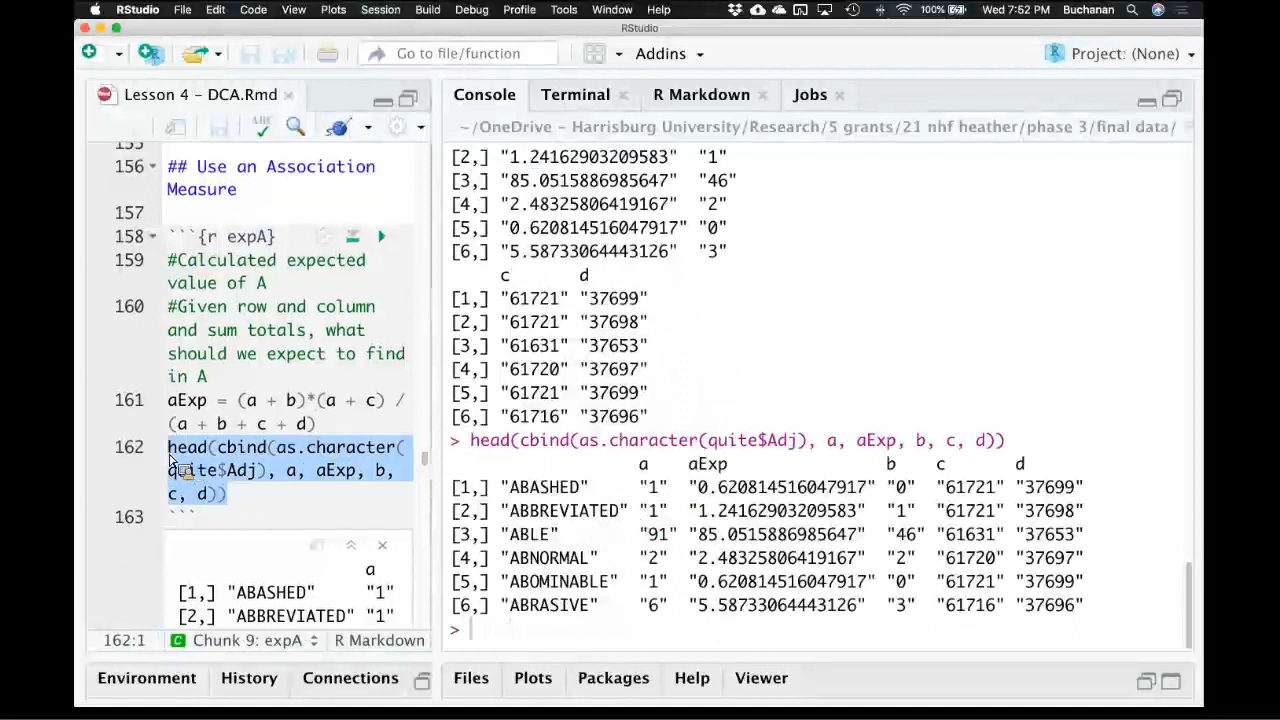 RStudio File Edit Code View Plots Session Build Debug Profile Tools Window Help 100% Wed 7:52 PM Buchanan
RStudio
Go to file/function Addins Project: (None)
Lesson 4 - DCA.Rmd
ABC
155
156 ## Use an Association
Measure
157
158 ```{r expA}
159 #Calculated expected
value of A
160 #Given row and column
and sum totals, what
should we expect to find
in A
161 aExp = (a + b)*(a + c) /
(a + b + c + d)
162 head(cbind(as.character(
quite$Adj), a, aExp, b,
c, d))
163 ```
a
[1,] "ABASHED" "1"
[2,] "ABBREVIATED" "1"
162:1 Chunk 9: expA R Markdown
Environment History Connections
Console Terminal R Markdown Jobs
~/OneDrive - Harrisburg University/Research/5 grants/21 nhf heather/phase 3/final data/
[2,] "1.24162903209583" "1"
[3,] "85.0515886985647" "46"
[4,] "2.48325806419167" "2"
[5,] "0.620814516047917" "0"
[6,] "5.58733064443126" "3"
c d
[1,] "61721" "37699"
[2,] "61721" "37698"
[3,] "61631" "37653"
[4,] "61720" "37697"
[5,] "61721" "37699"
[6,] "61716" "37696"
> head(cbind(as.character(quite$Adj), a, aExp, b, c, d))
a aExp b c d
[1,] "ABASHED" "1" "0.620814516047917" "0" "61721" "37699"
[2,] "ABBREVIATED" "1" "1.24162903209583" "1" "61721" "37698"
[3,] "ABLE" "91" "85.0515886985647" "46" "61631" "37653"
[4,] "ABNORMAL" "2" "2.48325806419167" "2" "61720" "37697"
[5,] "ABOMINABLE" "1" "0.620814516047917" "0" "61721" "37699"
[6,] "ABRASIVE" "6" "5.58733064443126" "3" "61716" "37696"
>
Files Plots Packages Help Viewer